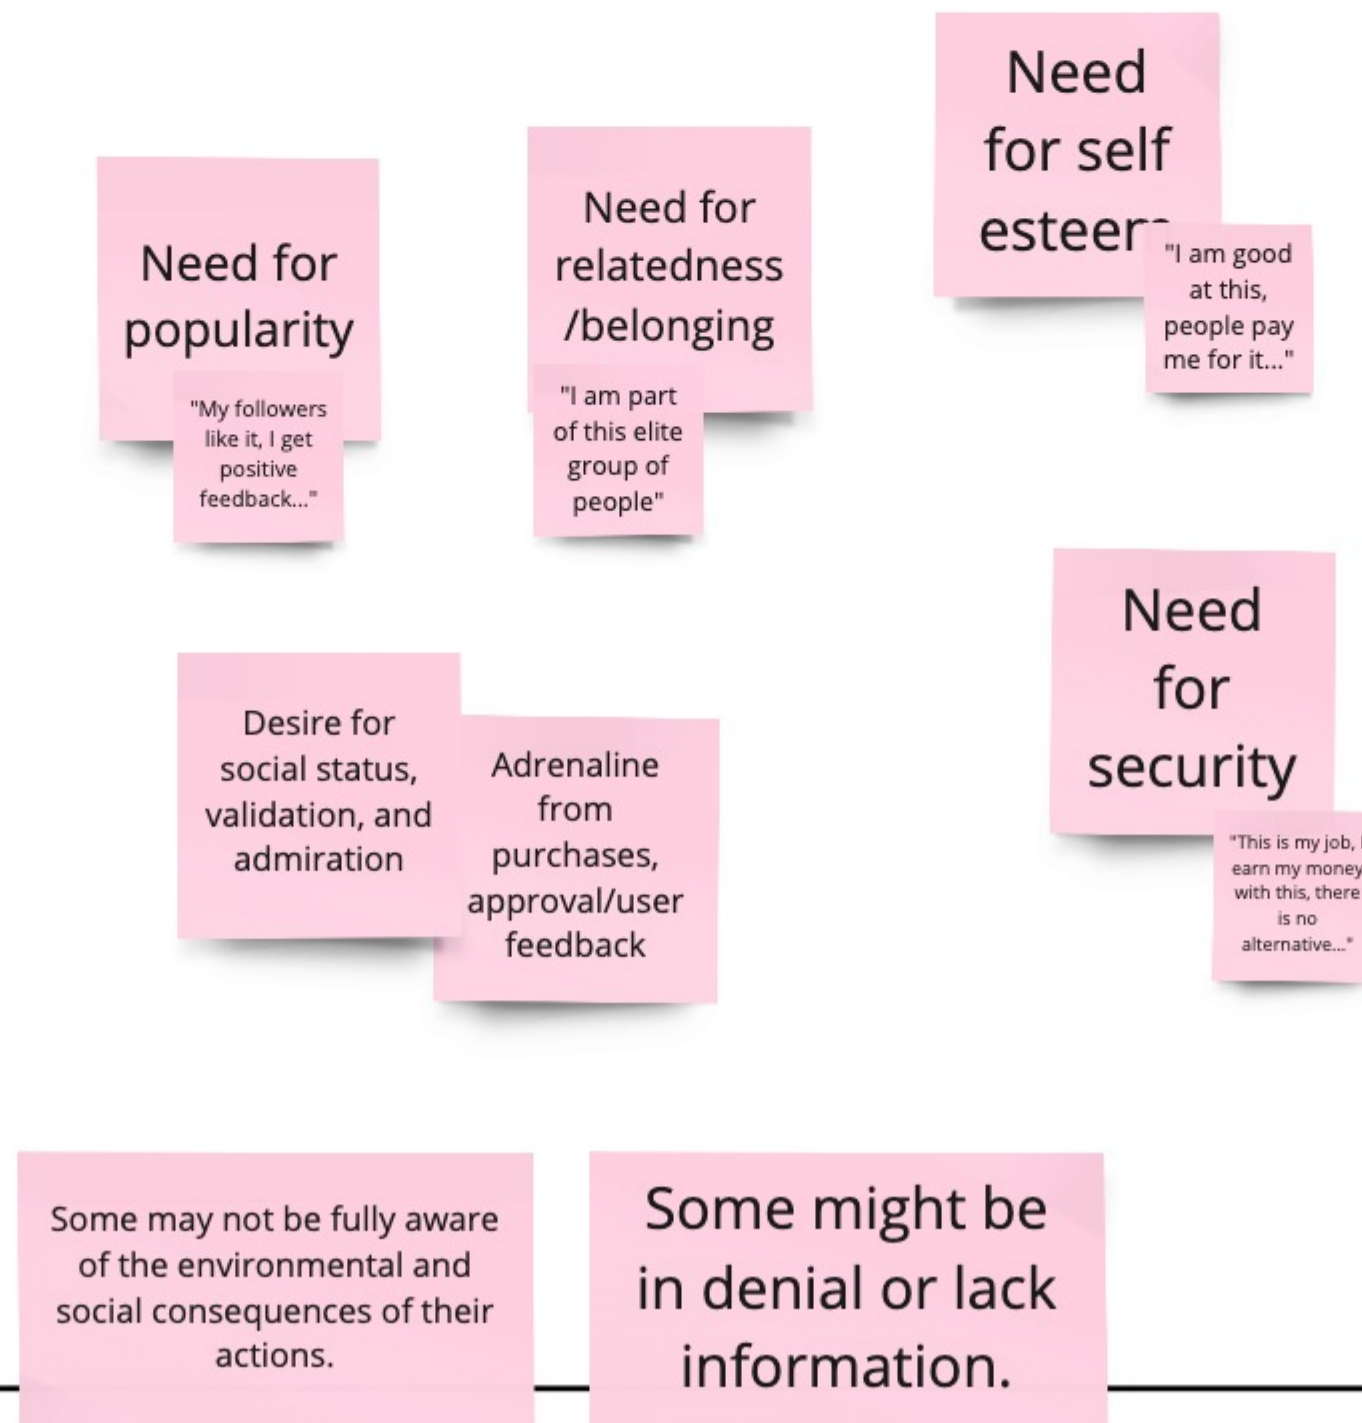 Need
for self
esteem
"I am good
at this,
people pay
me for it..."
Need for
relatedness
/belonging
"I am part
of this elite
group of
people"
Need for
popularity
"My followers
like it, I get
positive
feedback..."
Need
for
security
"This is my job, I
earn my money
with this, there
is no
alternative..."
Desire for
social status,
validation, and
admiration
Adrenaline
from
purchases,
approval/user
feedback
Some may not be fully aware
of the environmental and
social consequences of their
actions.
Some might be
in denial or lack
information.